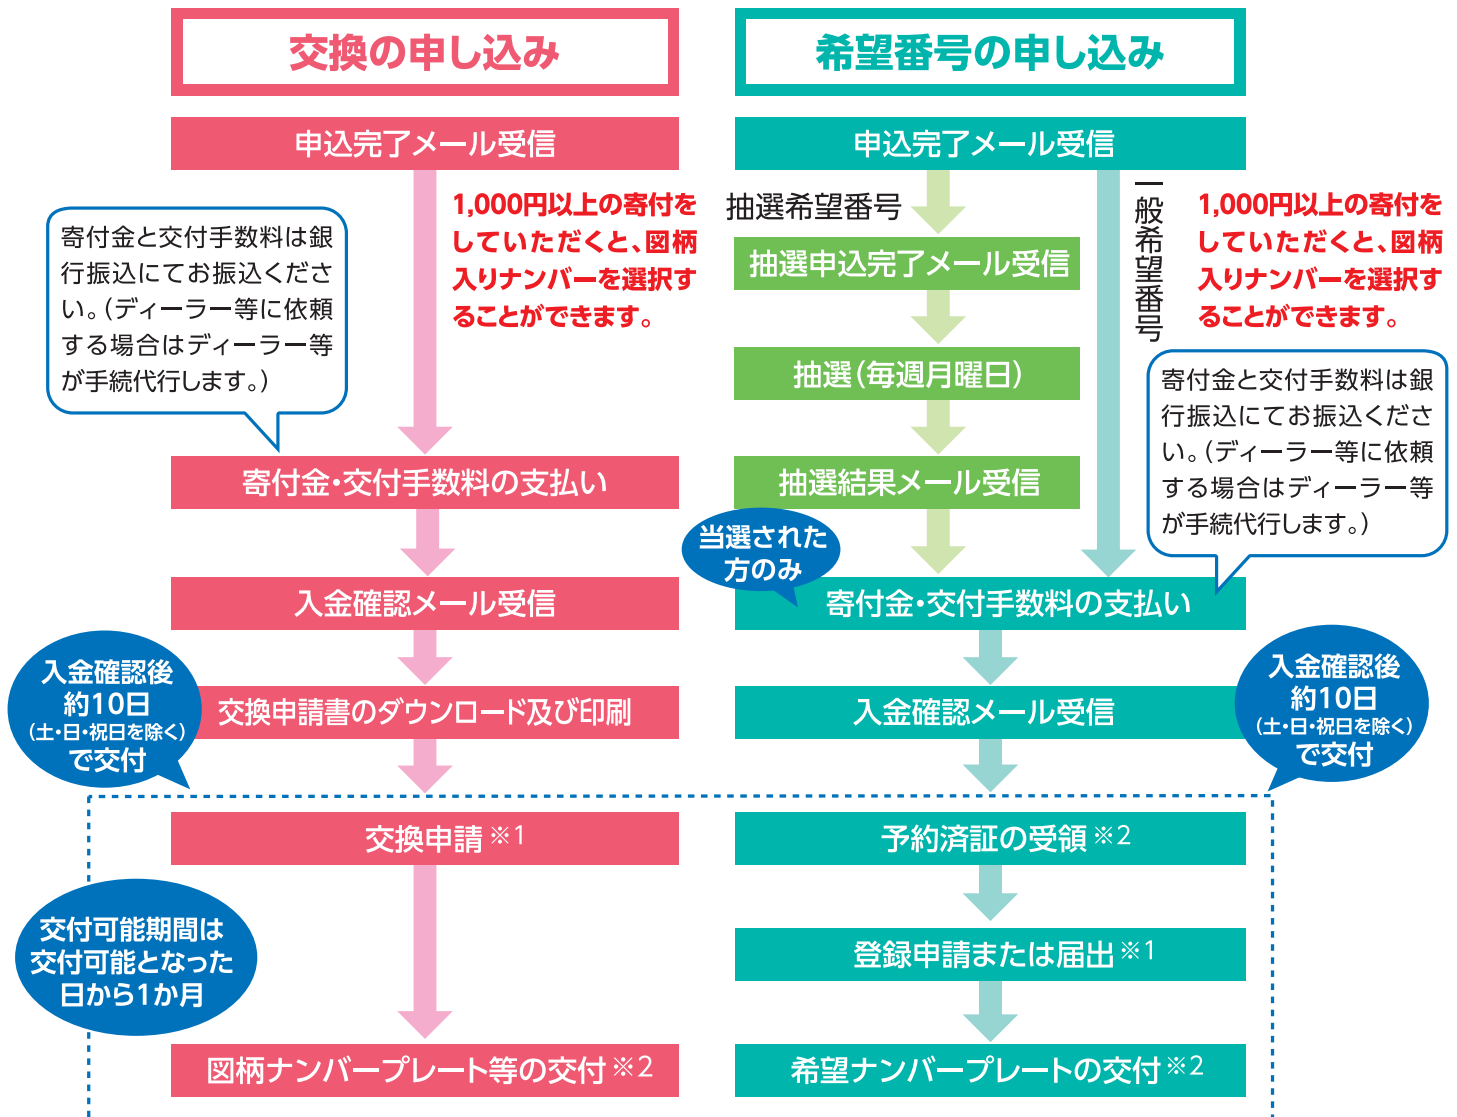 交換の申し込み
申込完了メール受信
1,000円以上の寄付を
していただくと、図柄
入りナンバーを選択す
ることができます。
寄付金と交付手数料は銀
行振込にてお振込くださ
い。（ディーラー等に依頼
する場合はディーラー等
が手続代行します。）
寄付金・交付手数料の支払い
入金確認メール受信
入金確認後
約10日
（土・日・祝日を除く）
で交付
交換申請書のダウンロード及び印刷
交換申請※1
交付可能期間は
交付可能となった
日から1か月
図柄ナンバープレート等の交付※2
希望番号の申し込み
申込完了メール受信
抽選希望番号
抽選申込完了メール受信
抽選（毎週月曜日）
抽選結果メール受信
当選された
方のみ
一般希望番号
1,000円以上の寄付を
していただくと、図柄
入りナンバーを選択す
ることができます。
寄付金と交付手数料は銀
行振込にてお振込くださ
い。（ディーラー等に依頼
する場合はディーラー等
が手続代行します。）
寄付金・交付手数料の支払い
入金確認メール受信
入金確認後
約10日
（土・日・祝日を除く）
で交付
予約済証の受領※2
登録申請または届出※1
希望ナンバープレートの交付※2